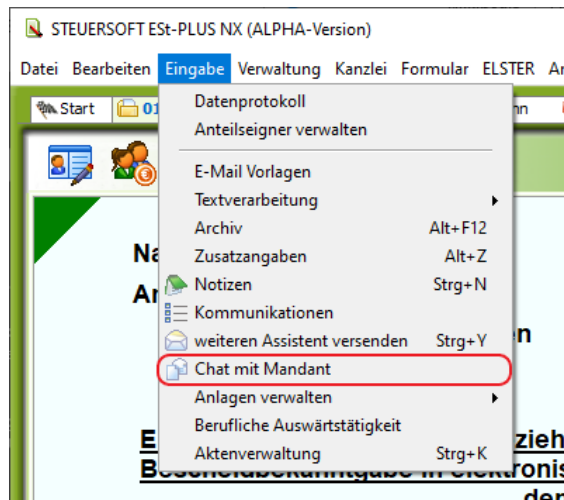 STEUERSOFT ESt-PLUS NX (ALPHA-Version)
Datei Bearbeiten Eingabe Verwaltung Kanzlei Formular ELSTER
Start 01
Datenprotokoll
Anteilseigner verwalten
E-Mail Vorlagen
Textverarbeitung
Archiv Alt+F12
Zusatzangaben Alt+Z
Notizen Strg+N
Kommunikationen
weiteren Assistent versenden Strg+Y
Chat mit Mandant
Anlagen verwalten
Berufliche Auswärtstätigkeit
Aktenverwaltung Strg+K